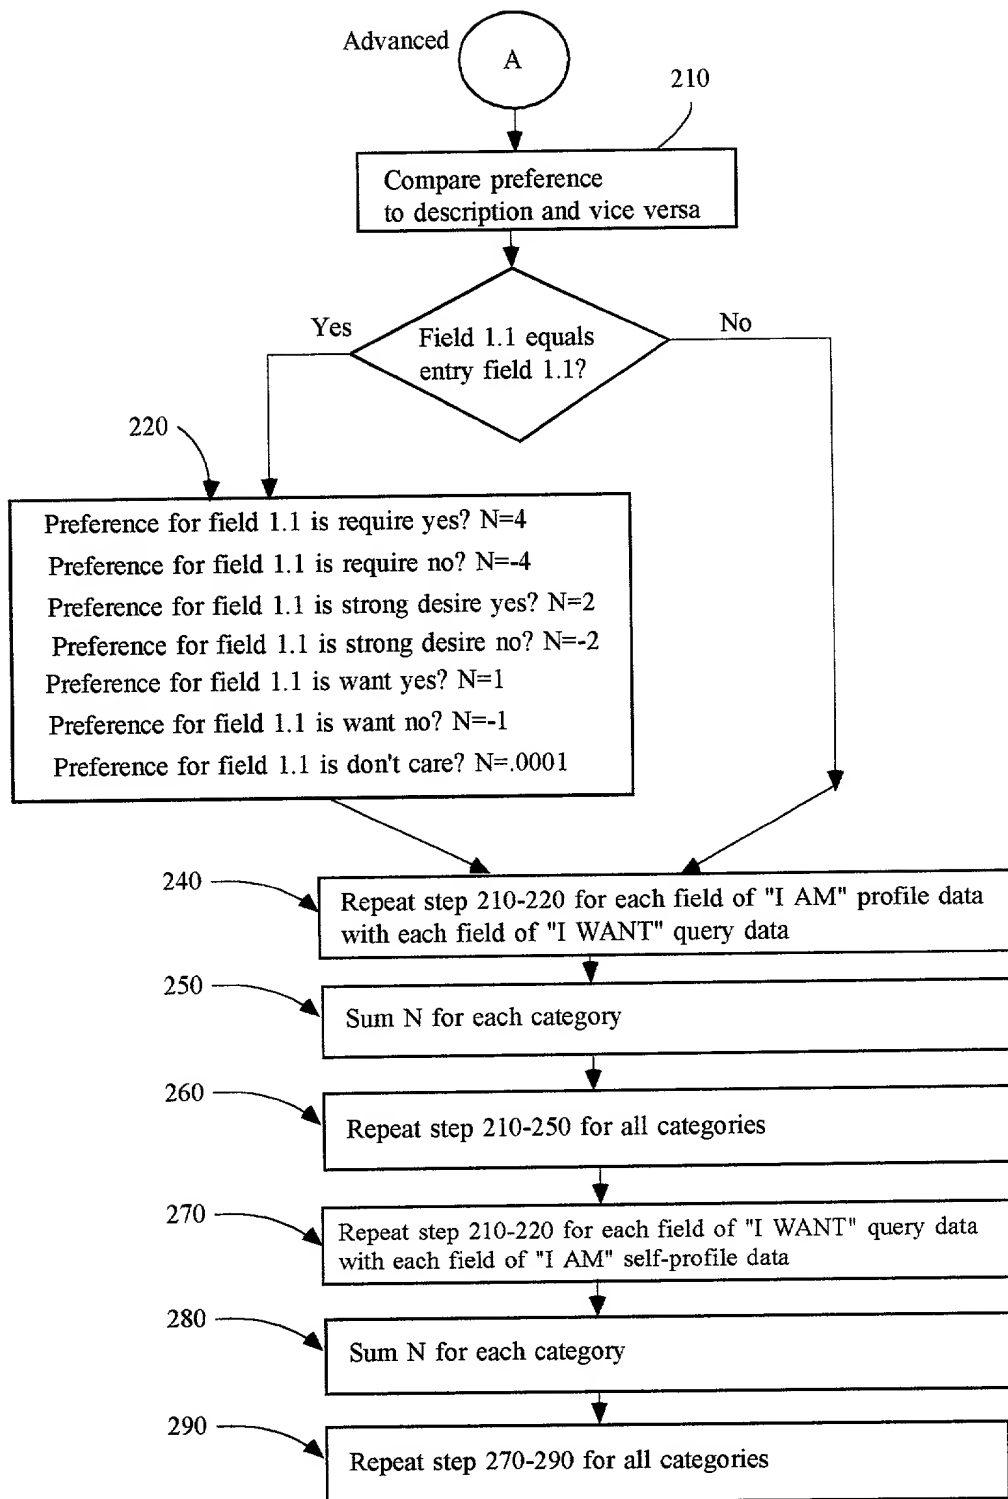 Advanced
A
210
Compare preference
to description and vice versa
Yes
Field 1.1 equals
entry field 1.1?
No
220
Preference for field 1.1 is require yes? N=4
Preference for field 1.1 is require no? N=-4
Preference for field 1.1 is strong desire yes? N=2
Preference for field 1.1 is strong desire no? N=-2
Preference for field 1.1 is want yes? N=1
Preference for field 1.1 is want no? N=-1
Preference for field 1.1 is don't care? N=.0001
240
Repeat step 210-220 for each field of "I AM" profile data
with each field of "I WANT" query data
250
Sum N for each category
260
Repeat step 210-250 for all categories
270
Repeat step 210-220 for each field of "I WANT" query data
with each field of "I AM" self-profile data
280
Sum N for each category
290
Repeat step 270-290 for all categories